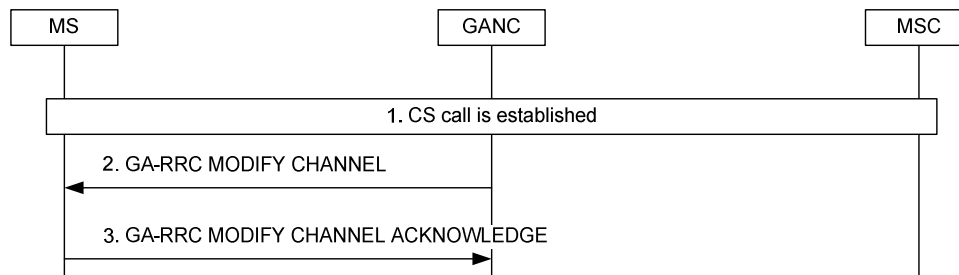 MS
GANC
MSC
1. CS call is established
2. GA-RRC MODIFY CHANNEL
3. GA-RRC MODIFY CHANNEL ACKNOWLEDGE